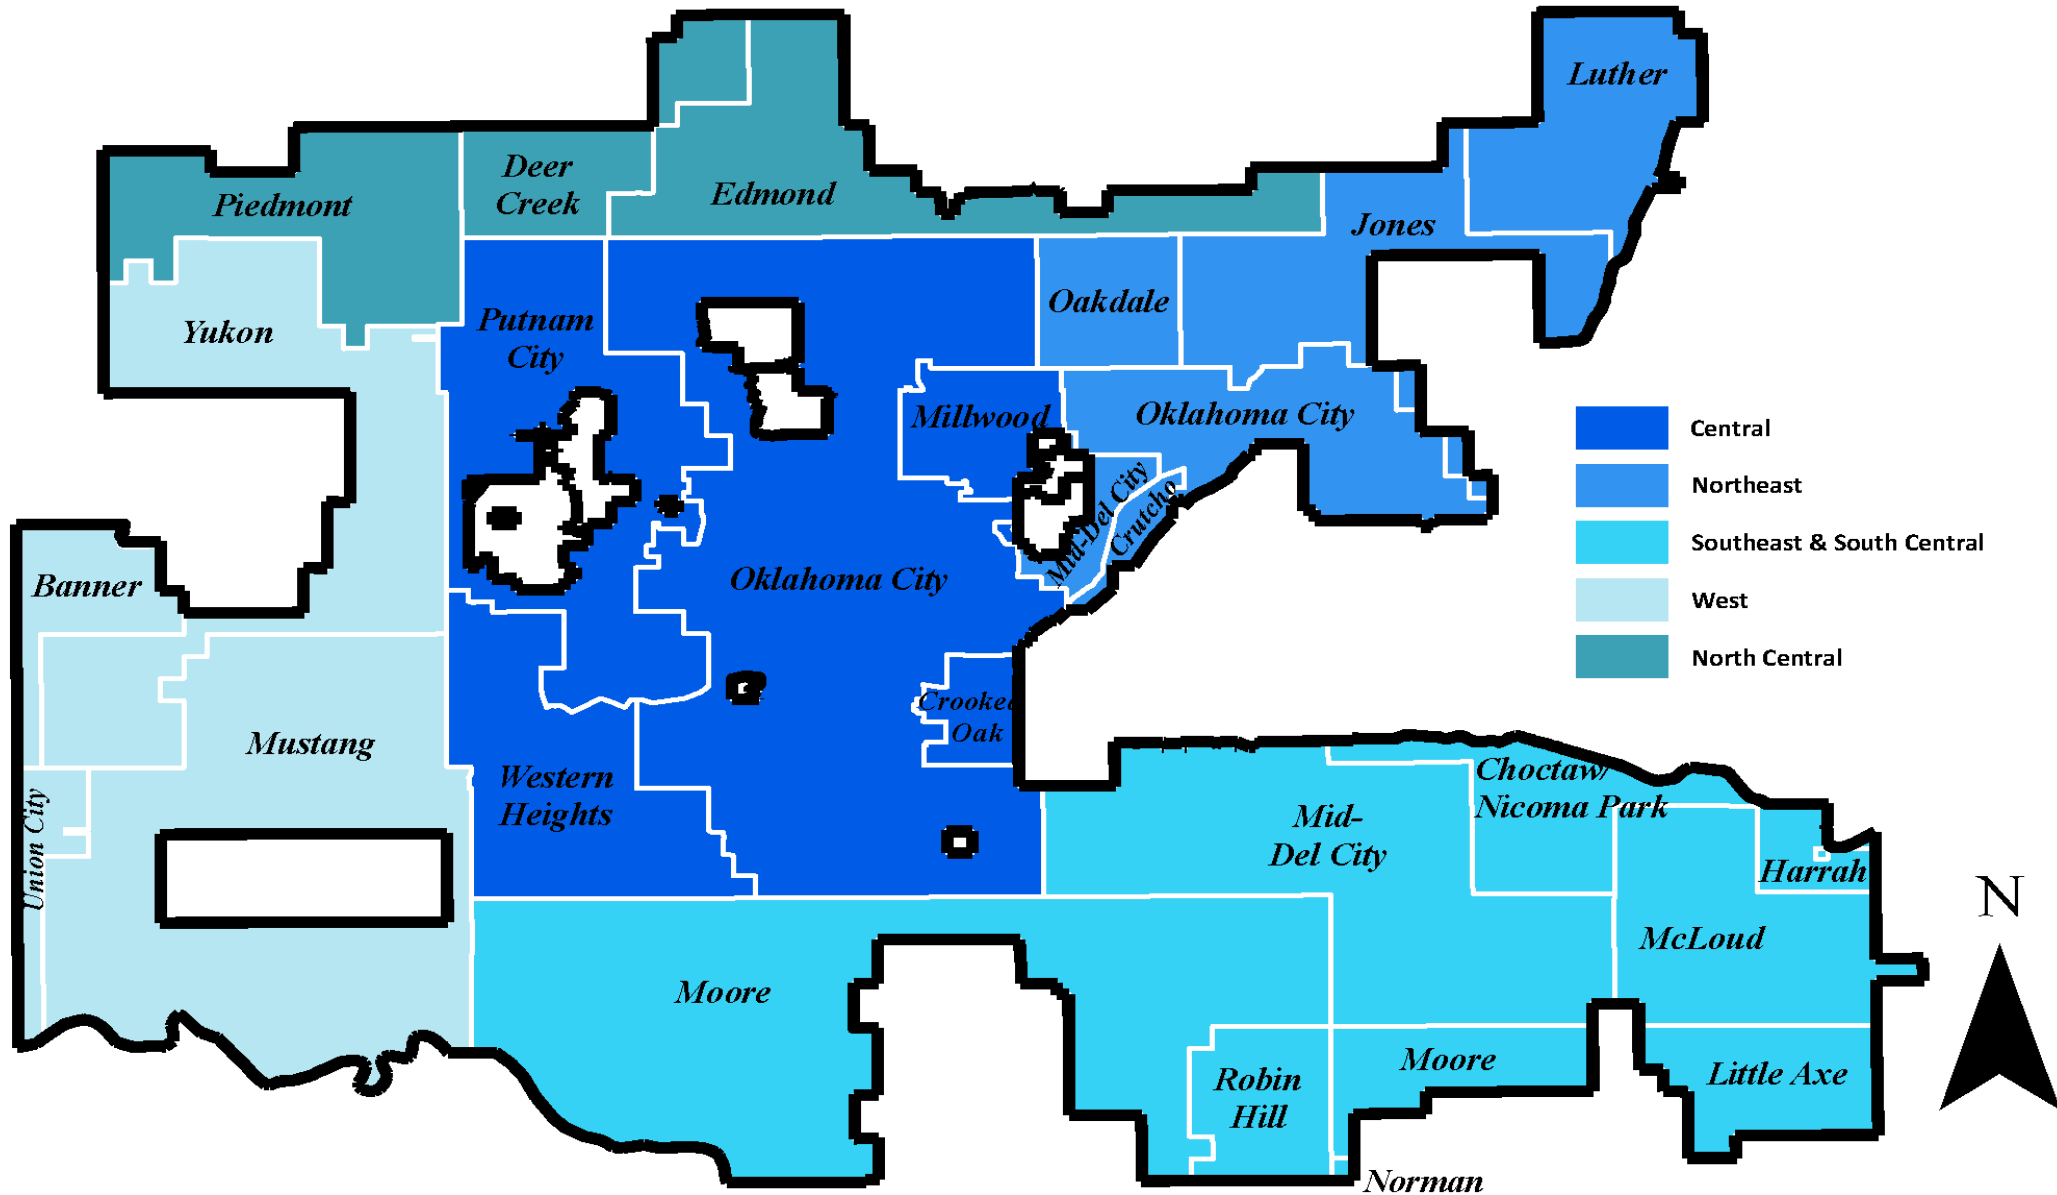 Luther
Deer
Creek
Piedmont
Edmond
Jones
Oakdale
Yukon
Putnam
City
Millwood
Oklahoma City
Central
Northeast
Southeast & South Central
West
North Central
Mid-Del City
Crutcho
Banner
Oklahoma City
Crooked
Oak
Mustang
Western
Heights
Union City
Choctaw/
Nicoma Park
Mid-
Del City
Harrah
N
McLoud
Moore
Moore
Robin
Hill
Little Axe
Norman